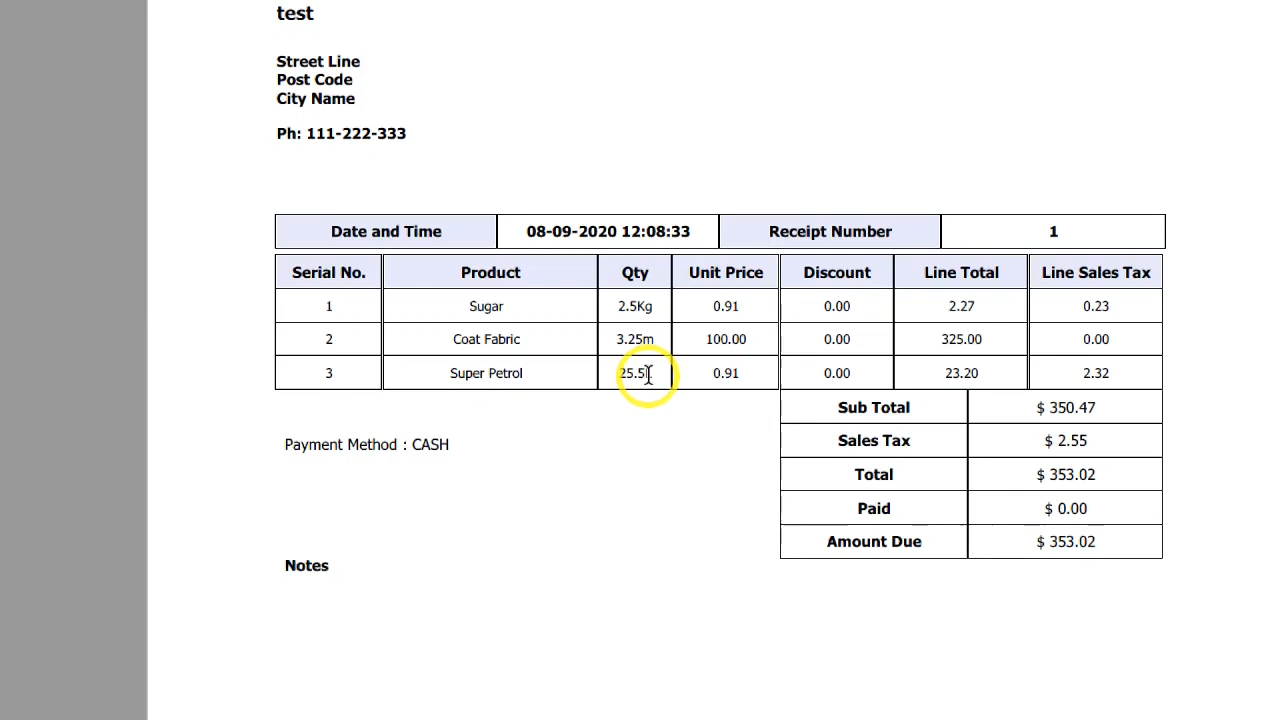 test
Street Line
Post Code
City Name
Ph: 111-222-333
Date and Time 08-09-2020 12:08:33 Receipt Number 1
Serial No. Product Qty Unit Price Discount Line Total Line Sales Tax
1 Sugar 2.5Kg 0.91 0.00 2.27 0.23
2 Coat Fabric 3.25m 100.00 0.00 325.00 0.00
3 Super Petrol 25.5 0.91 0.00 23.20 2.32
Sub Total $ 350.47
Payment Method : CASH
Sales Tax $ 2.55
Total $ 353.02
Paid $ 0.00
Amount Due $ 353.02
Notes